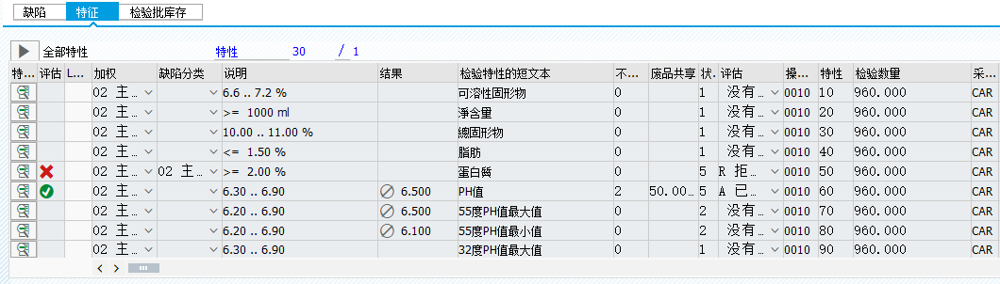 缺陷 特征 检验批库存
全部特性 特性 30 / 1
特... 评估 L... 加权 缺陷分类 说明 结果 检验特性的短文本 不... 废品共享 状. 评估 操... 特性 检验数量 采...
02 主... 6.6 .. 7.2 % 可溶性固形物 0 1 没有... 0010 10 960.000 CAR
02 主... >= 1000 ml 淨含量 0 1 没有... 0010 20 960.000 CAR
02 主... 10.00 .. 11.00 % 總固形物 0 1 没有... 0010 30 960.000 CAR
02 主... <= 1.50 % 脂肪 0 1 没有... 0010 40 960.000 CAR
02 主... 02 主... >= 2.00 % 蛋白質 0 5 R 拒... 0010 50 960.000 CAR
02 主... 6.30 .. 6.90 6.500 PH值 2 50.00... 5 A 已... 0010 60 960.000 CAR
02 主... 6.20 .. 6.90 6.500 55度PH值最大值 0 2 没有... 0010 70 960.000 CAR
02 主... 6.20 .. 6.90 6.100 55度PH值最小值 0 2 没有... 0010 80 960.000 CAR
02 主... 6.30 .. 6.90 32度PH值最大值 0 1 没有... 0010 90 960.000 CAR